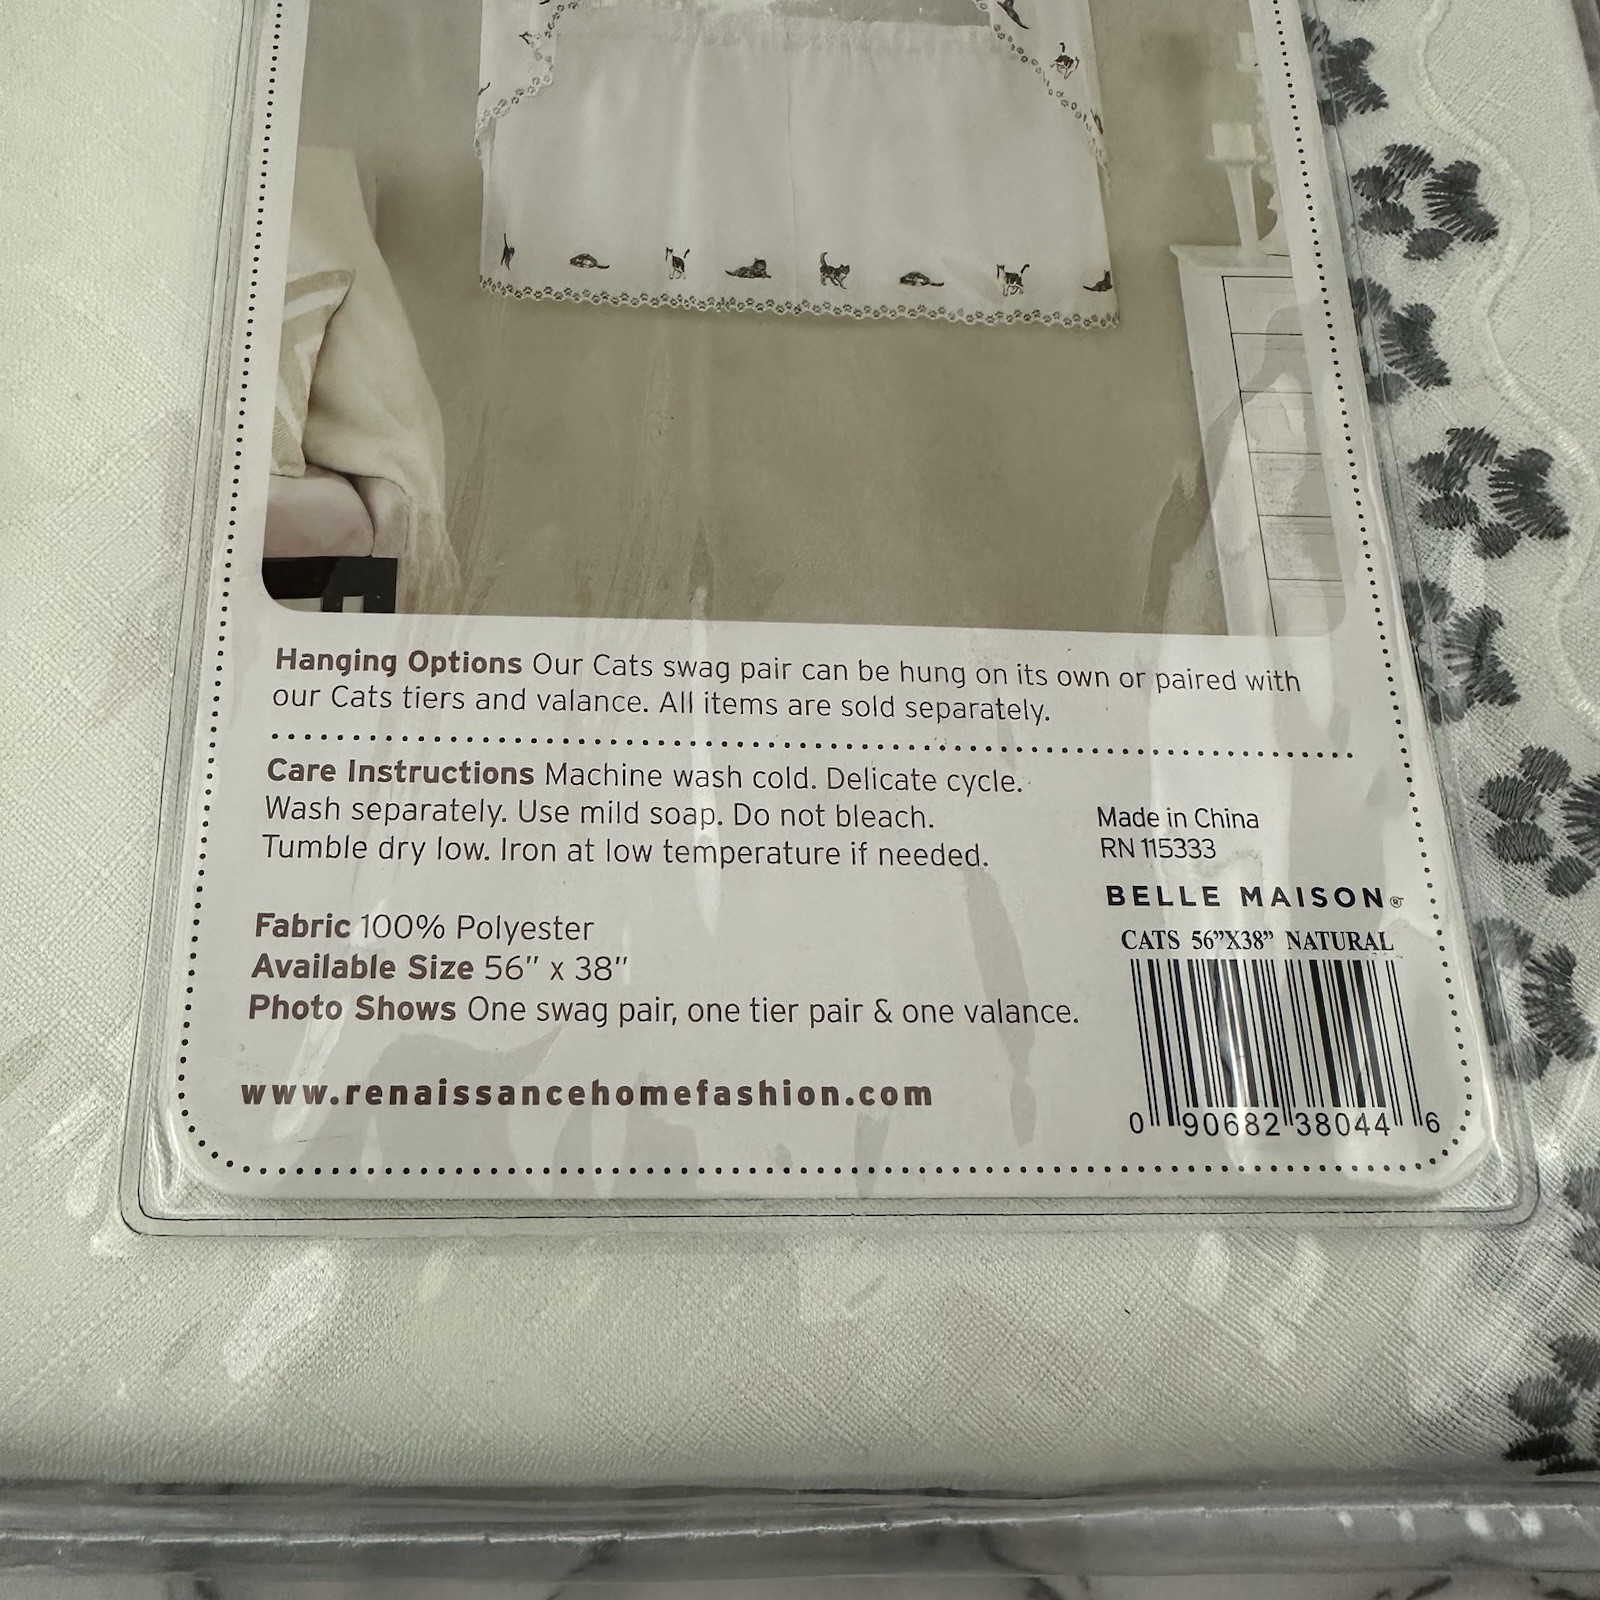 Hanging Options Our Cats swag pair can be hung on its own or paired with
our Cats tiers and valance. All items are sold separately.
Care Instructions Machine wash cold. Delicate cycle.
Wash separately. Use mild soap. Do not bleach.
Tumble dry low. Iron at low temperature if needed.
Made in China
RN 115333
BELLE MAISON®
Fabric 100% Polyester
Available Size 56" x 38"
Photo Shows One swag pair, one tier pair & one valance.
CATS 56"X38" NATURAL
www.renaissancehomefashion.com
0 90682 38044 6